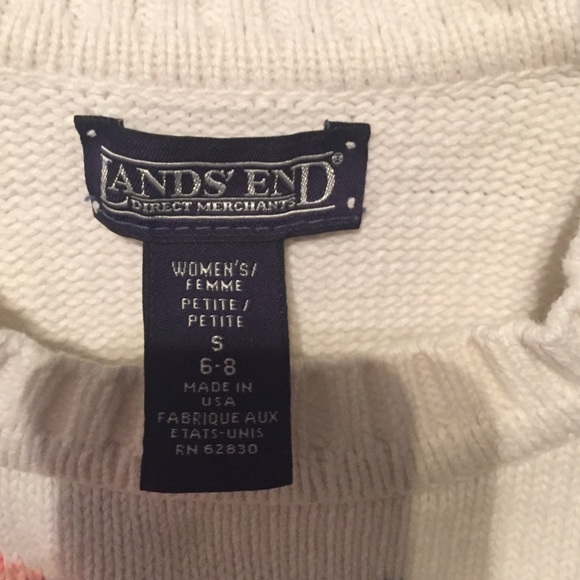 LANDS' END®
DIRECT MERCHANTS
WOMEN'S/
FEMME
PETITE/
PETITE
S
6-8
MADE IN
USA
FABRIQUE AUX
ETATS-UNIS
RN 62830